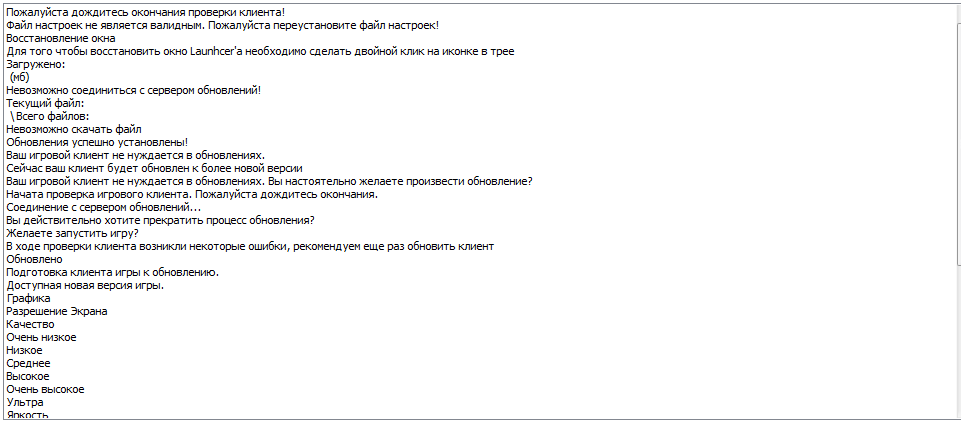 Пожалуйста дождитесь окончания проверки клиента!
Файл настроек не является валидным. Пожалуйста переустановите файл настроек!
Восстановление окна
Для того чтобы восстановить окно Launhcer'а необходимо сделать двойной клик на иконке в трее
Загружено:
(мб)
Невозможно соединиться с сервером обновлений!
Текущий файл:
\Всего файлов:
Невозможно скачать файл
Обновления успешно установлены!
Ваш игровой клиент не нуждается в обновлениях.
Сейчас ваш клиент будет обновлен к более новой версии
Ваш игровой клиент не нуждается в обновлениях. Вы настоятельно желаете произвести обновление?
Начата проверка игрового клиента. Пожалуйста дождитесь окончания.
Соединение с сервером обновлений...
Вы действительно хотите прекратить процесс обновления?
Желаете запустить игру?
В ходе проверки клиента возникли некоторые ошибки, рекомендуем еще раз обновить клиент
Обновлено
Подготовка клиента игры к обновлению.
Доступная новая версия игры.
Графика
Разрешение Экрана
Качество
Очень низкое
Низкое
Среднее
Высокое
Очень высокое
Ультра
Яркость